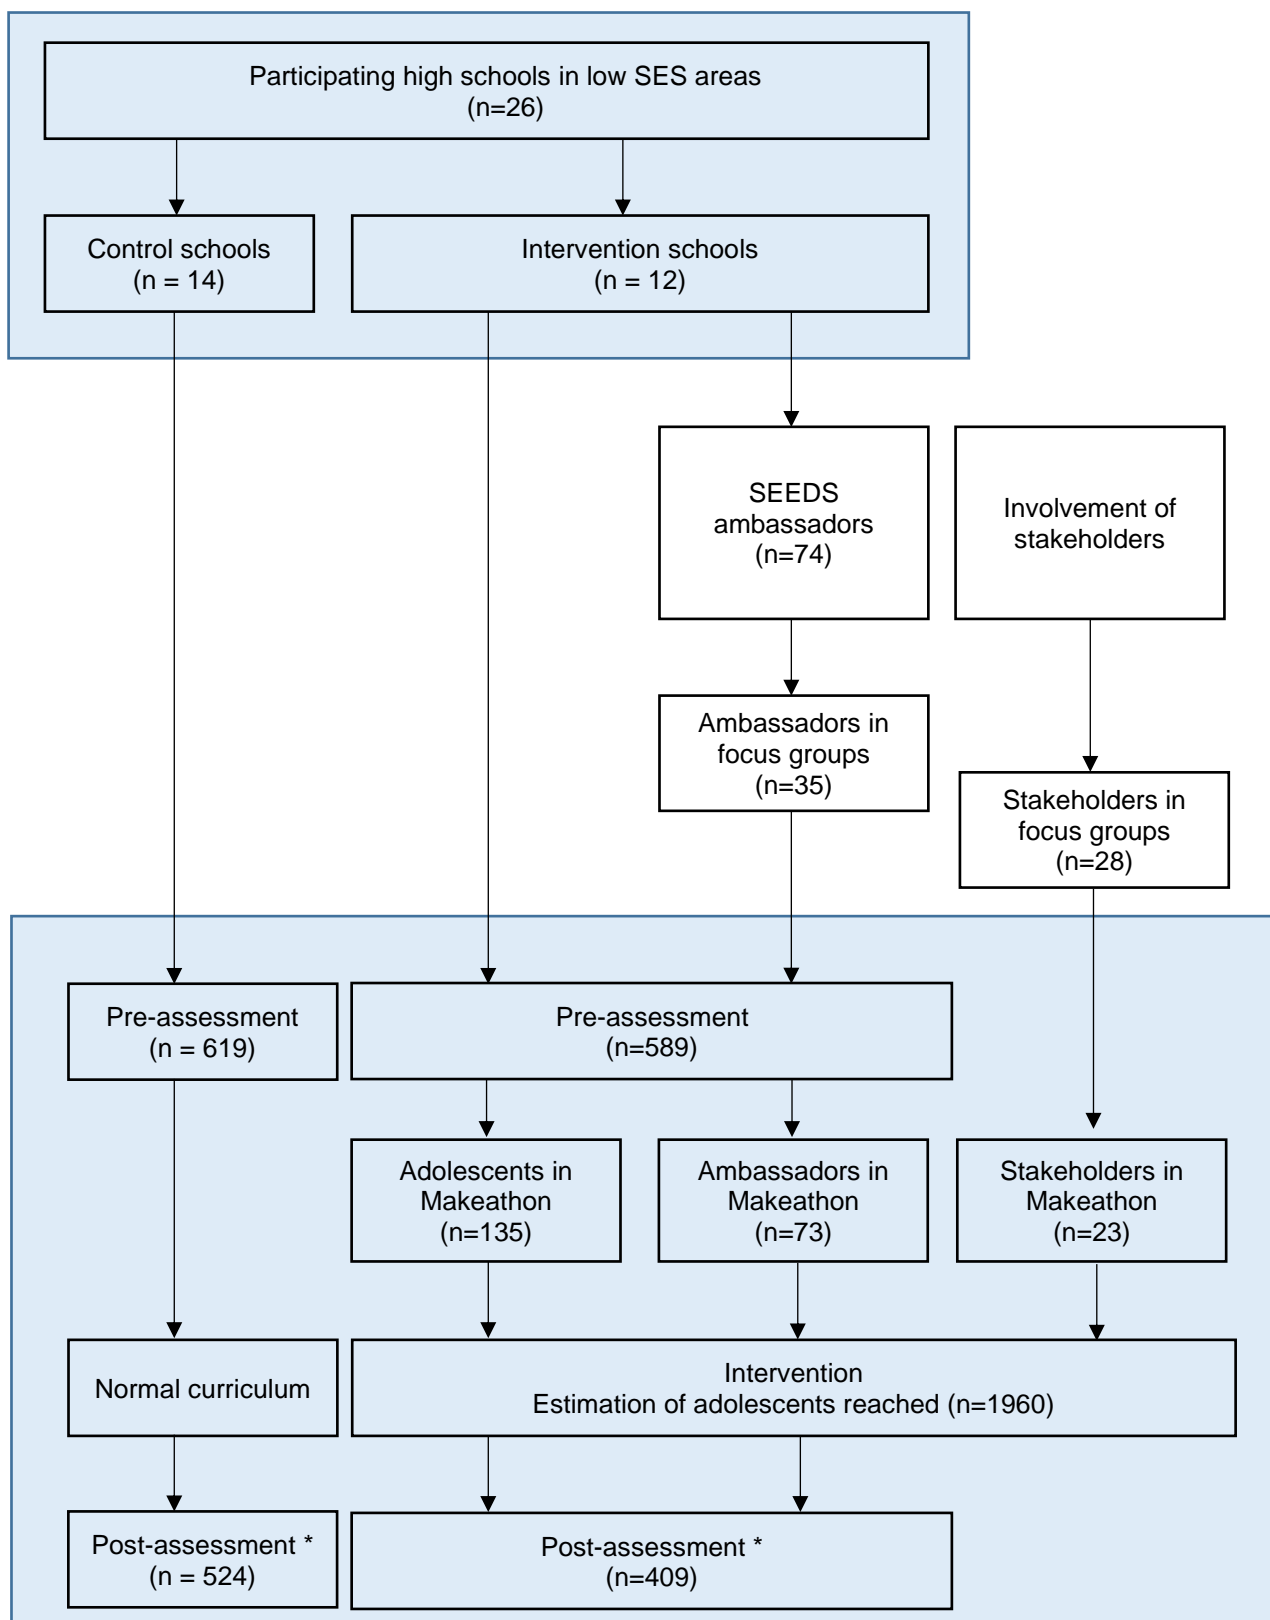 Participating high schools in low SES areas
(n=26)
Control schools
(n = 14)
Intervention schools
(n = 12)
SEEDS
ambassadors
(n=74)
Involvement of
stakeholders
Ambassadors in
focus groups
(n=35)
Stakeholders in
focus groups
(n=28)
Pre-assessment
(n = 619)
Pre-assessment
(n=589)
Adolescents in
Makeathon
(n=135)
Ambassadors in
Makeathon
(n=73)
Stakeholders in
Makeathon
(n=23)
Normal curriculum
Intervention
Estimation of adolescents reached (n=1960)
Post-assessment *
(n = 524)
Post-assessment *
(n=409)